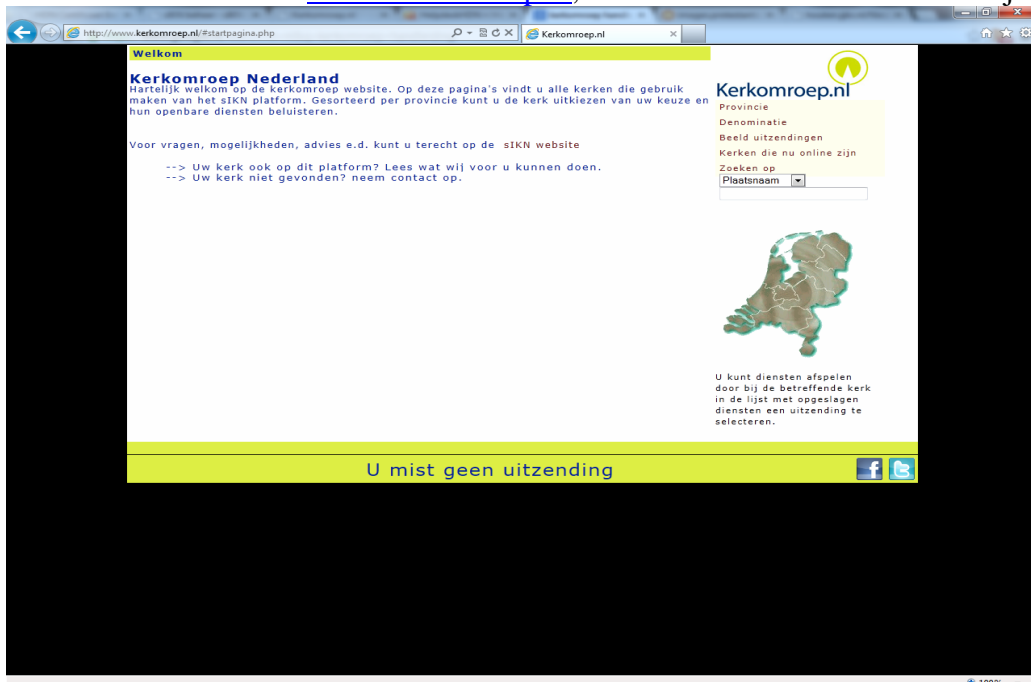 http://www.kerkomroep.nl/#startpagina.php
Kerkomroep.nl
Welkom
Kerkomroep Nederland
Hartelijk welkom op de kerkomroep website. Op deze pagina's vindt u alle kerken die gebruik
maken van het sIKN platform. Gesorteerd per provincie kunt u de kerk uitkiezen van uw keuze en
hun openbare diensten beluisteren.
Voor vragen, mogelijkheden, advies e.d. kunt u terecht op de sIKN website
--> Uw kerk ook op dit platform? Lees wat wij voor u kunnen doen.
--> Uw kerk niet gevonden? neem contact op.
Kerkomroep.nl
Provincie
Denominatie
Beeld uitzendingen
Kerken die nu online zijn
Zoeken op
Plaatsnaam
U kunt diensten afspelen
door bij de betreffende kerk
in de lijst met opgeslagen
diensten een uitzending te
selecteren.
U mist geen uitzending